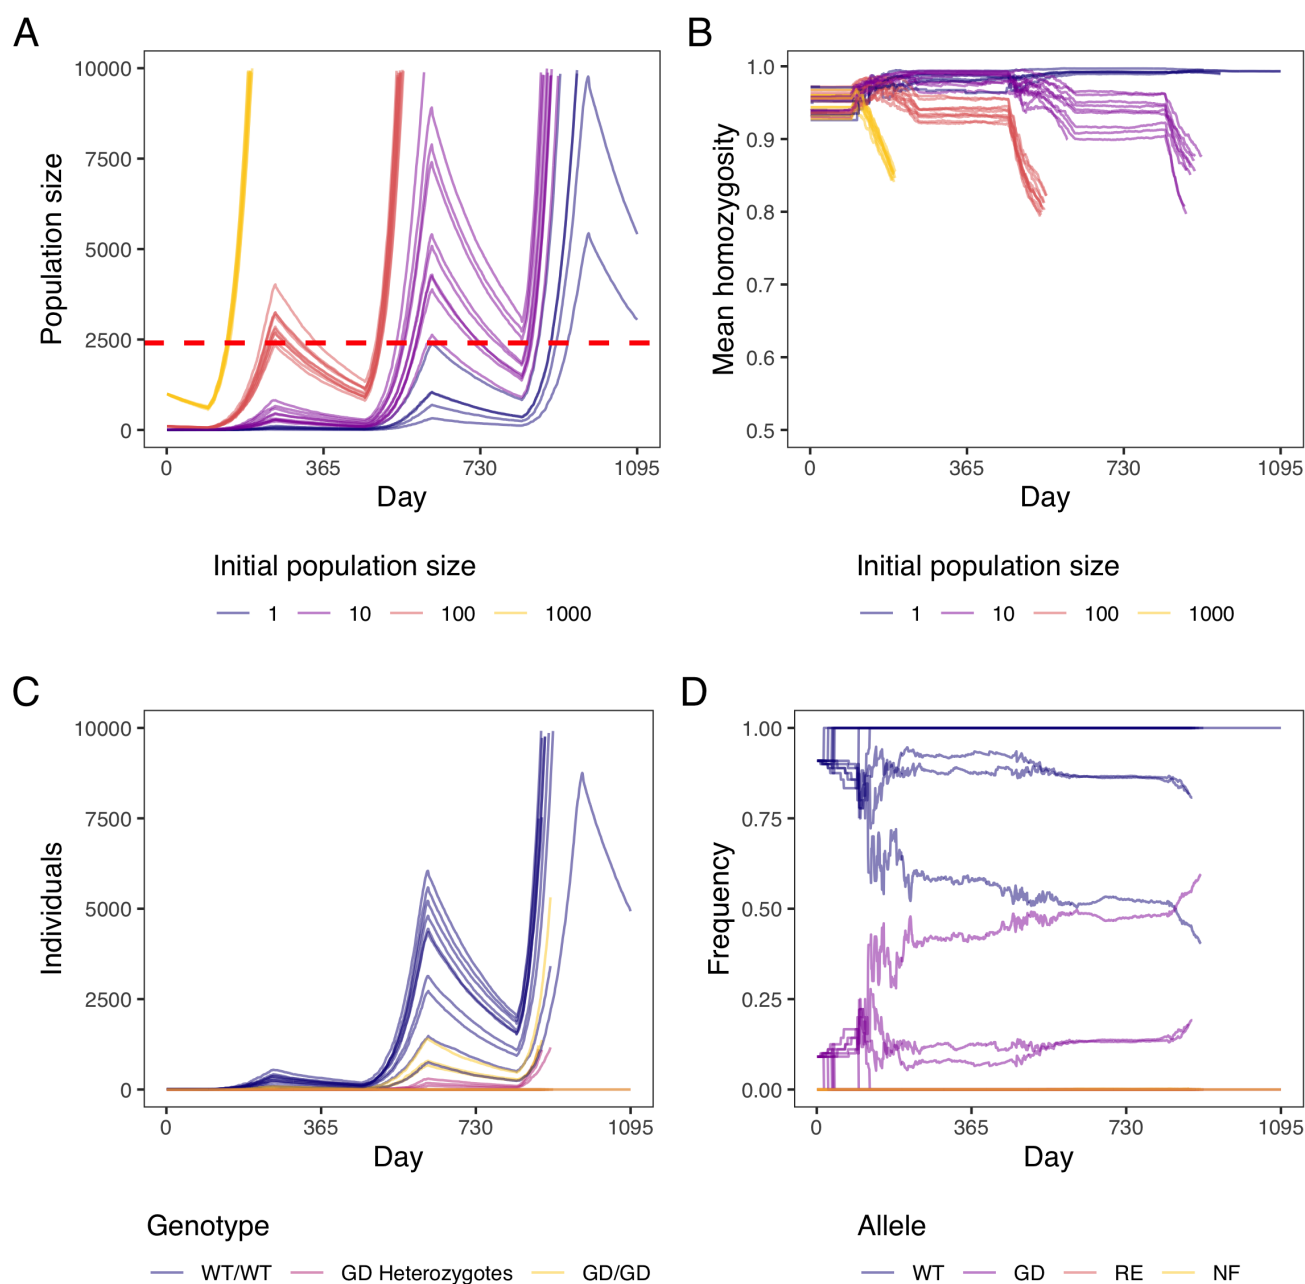 A
Population size
10000
7500
5000
2500
0
0 365 730 1095
Day
Initial population size
1 10 100 1000
B
Mean homozygosity
1.0
0.9
0.8
0.7
0.6
0.5
0 365 730 1095
Day
Initial population size
1 10 100 1000
C
Individuals
10000
7500
5000
2500
0
0 365 730 1095
Day
Genotype
WT/WT GD Heterozygotes GD/GD
D
Frequency
1.00
0.75
0.50
0.25
0.00
0 365 730 1095
Day
Allele
WT GD RE NF